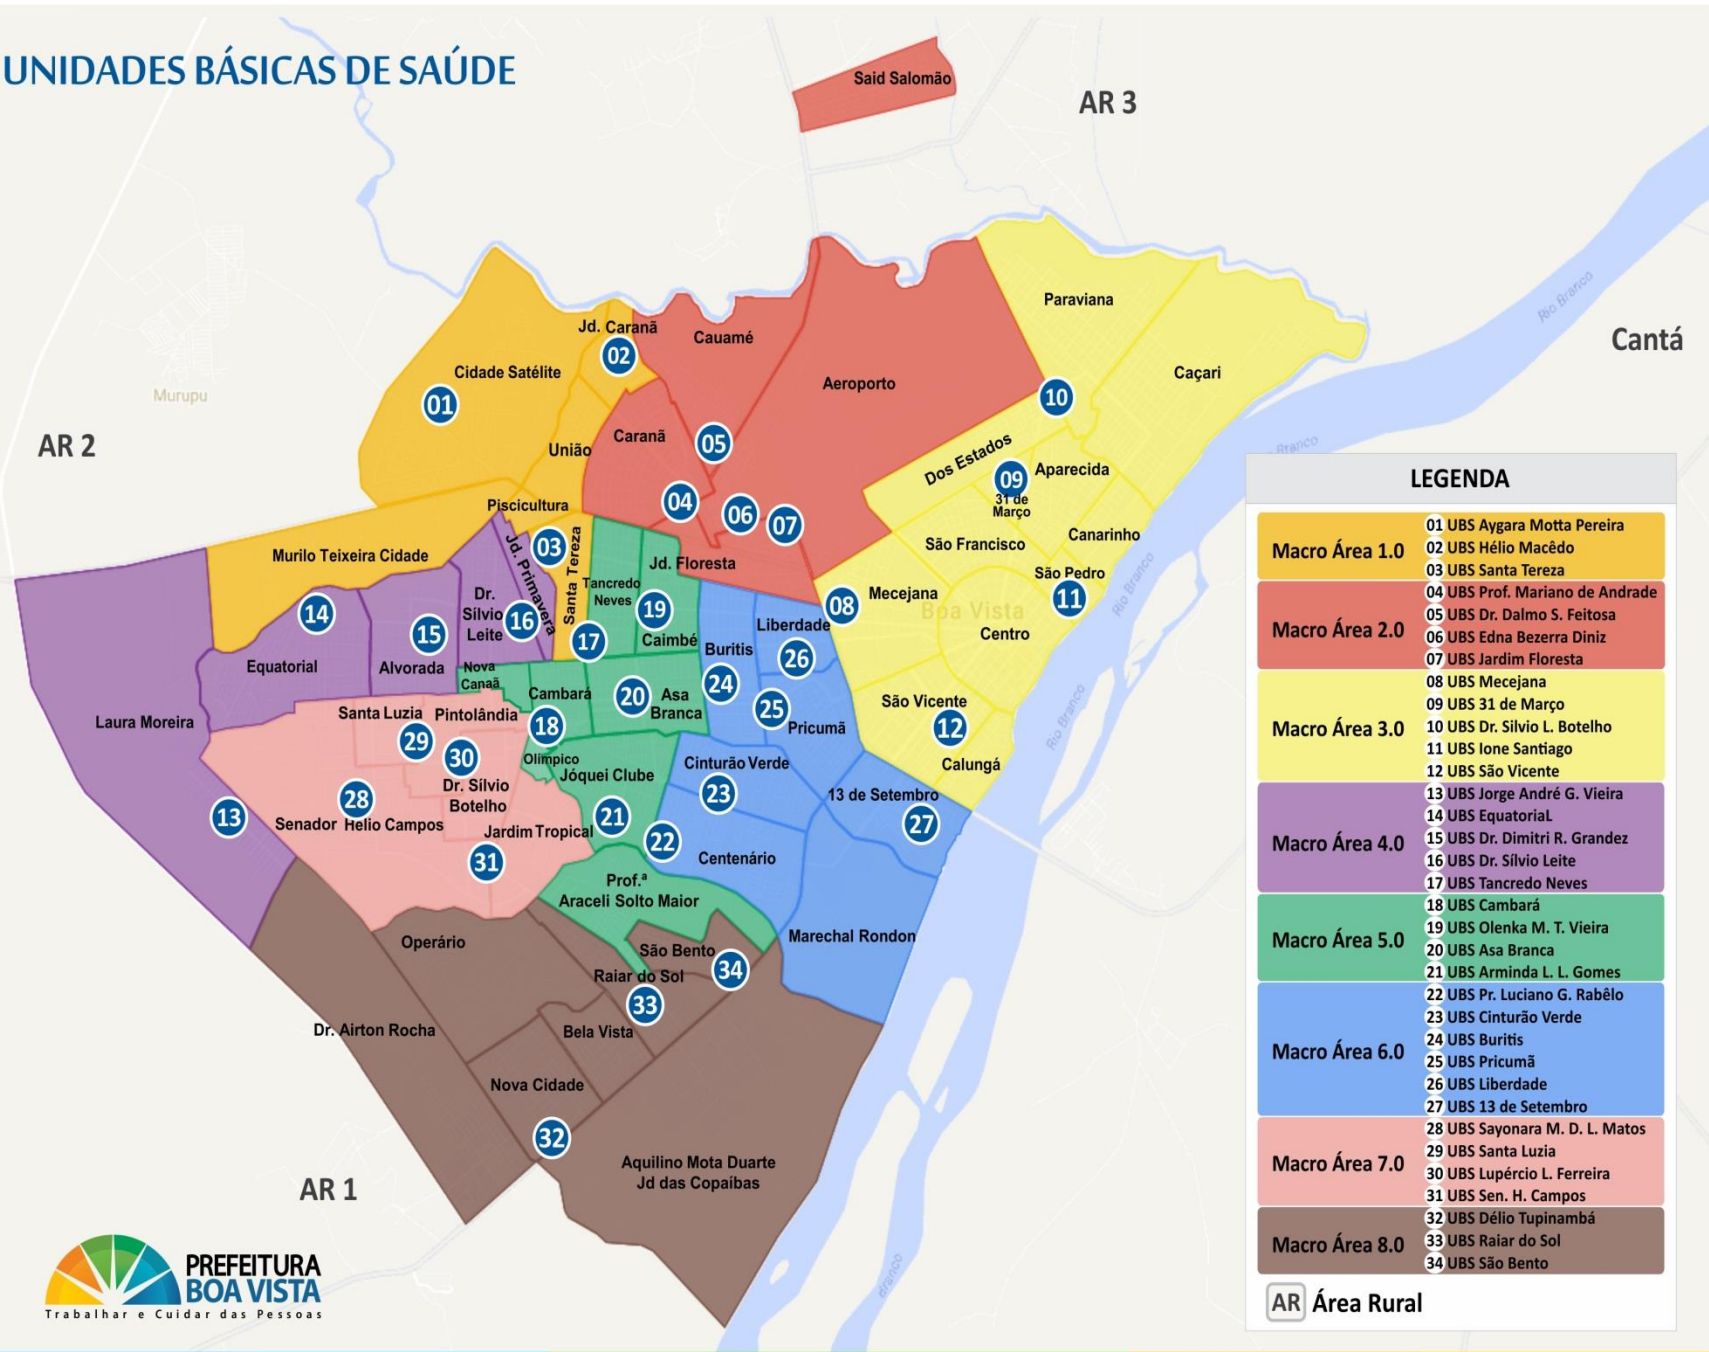 UNIDADES BÁSICAS DE SAÚDE
Said Salomão
AR 3
Paraviana
Rio Branco
Cantá
Jd. Caranã
02
Cauamé
Cidade Satélite
Caçari
Aeroporto
Murupu
01
10
AR 2
União
Caranã
05
Dos Estados
Aparecida
Branco
09
31 de
Março
04
06
07
Piscicultura
Canarinho
São Francisco
Murilo Teixeira Cidade
Jd. Primavera
03
Santa Tereza
Jd. Floresta
São Pedro
Rio Branco
Tancredo
Neves
Mecejana
Dr.
Sílvio
Leite
14
15
16
17
19
08
11
Boa Vista
Liberdade
Centro
Caimbé
Buritis
26
Equatorial
Alvorada
Nova
Canaã
Cambará
20
Asa
Branca
24
25
São Vicente
Rio Branco
Laura Moreira
Santa Luzia
Pintolândia
18
Pricumã
12
29
30
Olímpico
Jóquei Clube
Cinturão Verde
Calungá
Dr. Sílvio
Botelho
28
23
13 de Setembro
13
Senador Hélio Campos
Jardim Tropical
21
22
27
31
Centenário
Prof.ª
Araceli Solto Maior
Operário
São Bento
Marechal Rondon
34
Raiar do Sol
33
Dr. Airton Rocha
Bela Vista
Nova Cidade
32
Aquilino Mota Duarte
Jd das Copaíbas
AR 1
PREFEITURA
BOA VISTA
Trabalhar e Cuidar das Pessoas
LEGENDA
Macro Área 1.0
01 UBS Aygara Motta Pereira
02 UBS Hélio Macêdo
03 UBS Santa Tereza
Macro Área 2.0
04 UBS Prof. Mariano de Andrade
05 UBS Dr. Dalmo S. Feitosa
06 UBS Edna Bezerra Diniz
07 UBS Jardim Floresta
Macro Área 3.0
08 UBS Mecejana
09 UBS 31 de Março
10 UBS Dr. Silvio L. Botelho
11 UBS Ione Santiago
12 UBS São Vicente
Macro Área 4.0
13 UBS Jorge André G. Vieira
14 UBS EquatoriaL
15 UBS Dr. Dimitri R. Grandez
16 UBS Dr. Sílvio Leite
17 UBS Tancredo Neves
Macro Área 5.0
18 UBS Cambará
19 UBS Olenka M. T. Vieira
20 UBS Asa Branca
21 UBS Arminda L. L. Gomes
Macro Área 6.0
22 UBS Pr. Luciano G. Rabêlo
23 UBS Cinturão Verde
24 UBS Buritis
25 UBS Pricumã
26 UBS Liberdade
27 UBS 13 de Setembro
Macro Área 7.0
28 UBS Sayonara M. D. L. Matos
29 UBS Santa Luzia
30 UBS Lupércio L. Ferreira
31 UBS Sen. H. Campos
Macro Área 8.0
32 UBS Délio Tupinambá
33 UBS Raiar do Sol
34 UBS São Bento
AR Área Rural